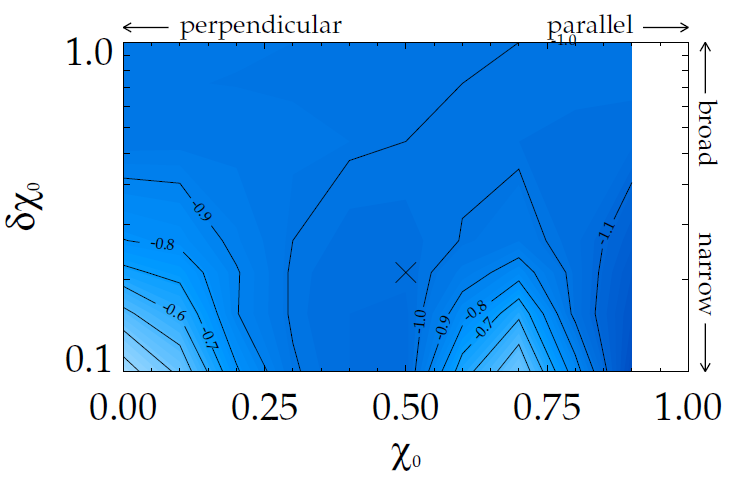 ← perpendicular
parallel →
-1.0
1.0
broad
-0.9
-0.8
-1.1
δχ₀
narrow
-0.6
-0.8
-1.0
-0.9
-0.7
-0.7
0.1
0.00 0.25 0.50 0.75 1.00
χ₀